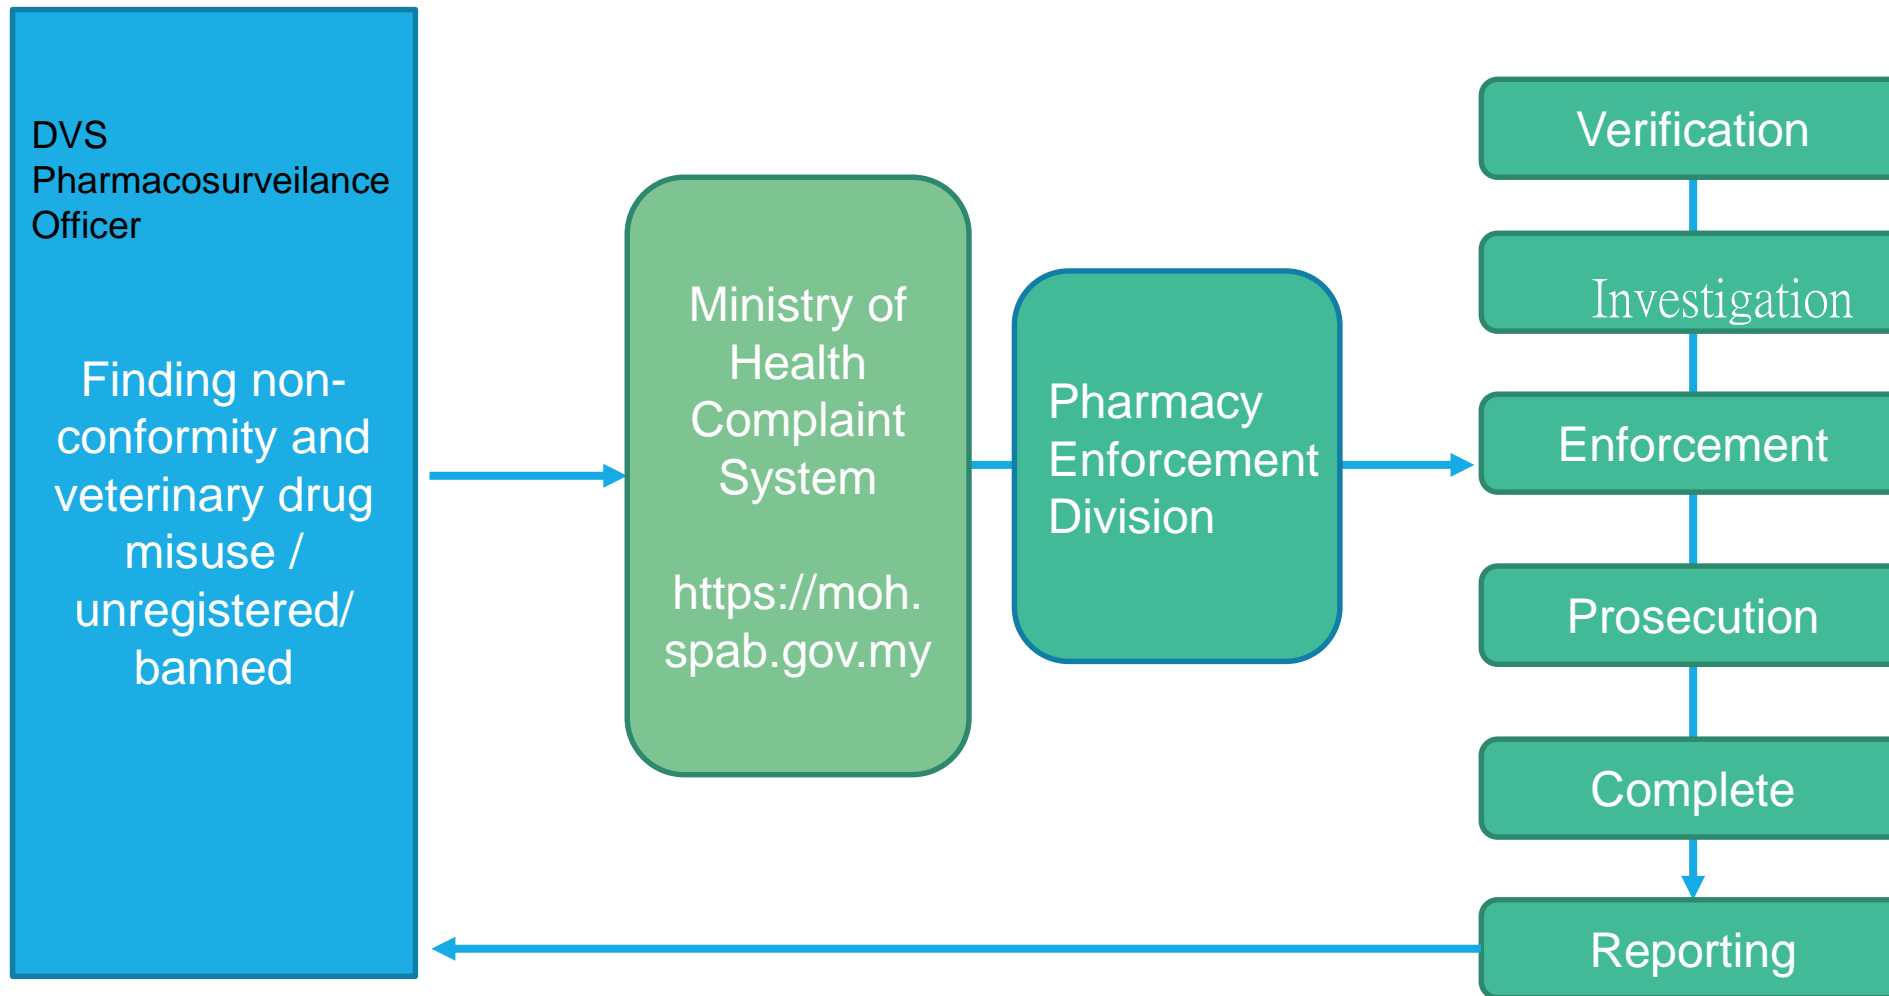 DVS
Pharmacosurveilance
Officer
Finding non-
conformity and
veterinary drug
misuse /
unregistered/
banned
Ministry of
Health
Complaint
System
https://moh.
spab.gov.my
Pharmacy
Enforcement
Division
Verification
Investigation
Enforcement
Prosecution
Complete
Reporting